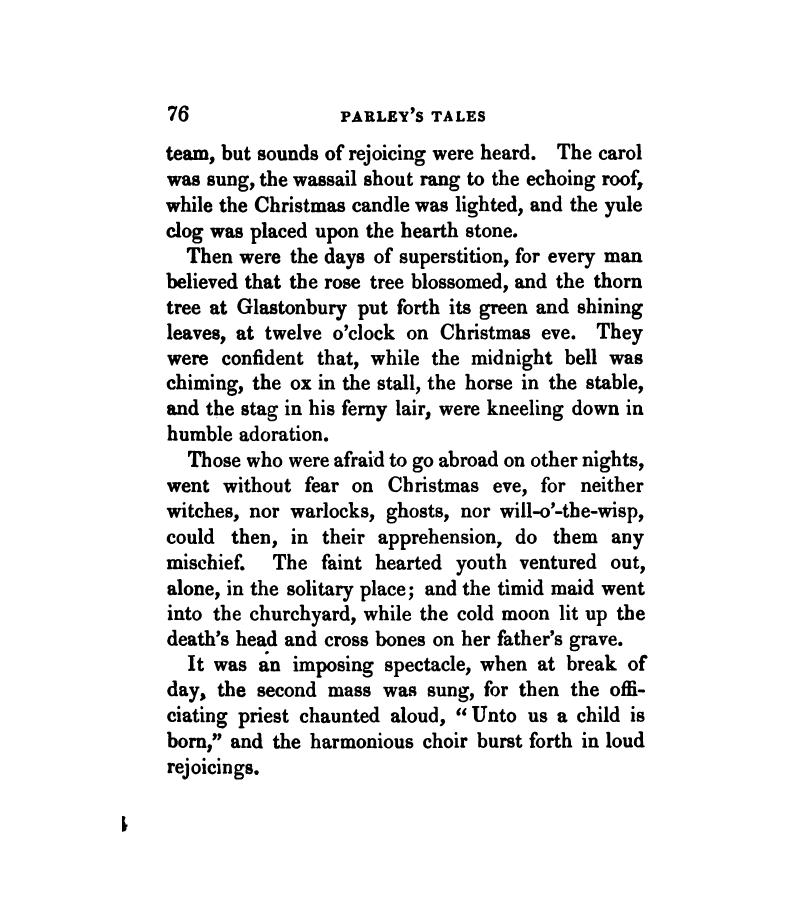 76 PARLEY'S TALES
team, but sounds of rejoicing were heard. The carol
was sung, the wassail shout rang to the echoing roof,
while the Christmas candle was lighted, and the yule
clog was placed upon the hearth stone.
Then were the days of superstition, for every man
believed that the rose tree blossomed, and the thorn
tree at Glastonbury put forth its green and shining
leaves, at twelve o'clock on Christmas eve. They
were confident that, while the midnight bell was
chiming, the ox in the stall, the horse in the stable,
and the stag in his ferny lair, were kneeling down in
humble adoration.
Those who were afraid to go abroad on other nights,
went without fear on Christmas eve, for neither
witches, nor warlocks, ghosts, nor will-o'-the-wisp,
could then, in their apprehension, do them any
mischief. The faint hearted youth ventured out,
alone, in the solitary place; and the timid maid went
into the churchyard, while the cold moon lit up the
death's head and cross bones on her father's grave.
It was an imposing spectacle, when at break of
day, the second mass was sung, for then the offi-
ciating priest chaunted aloud, "Unto us a child is
born," and the harmonious choir burst forth in loud
rejoicings.